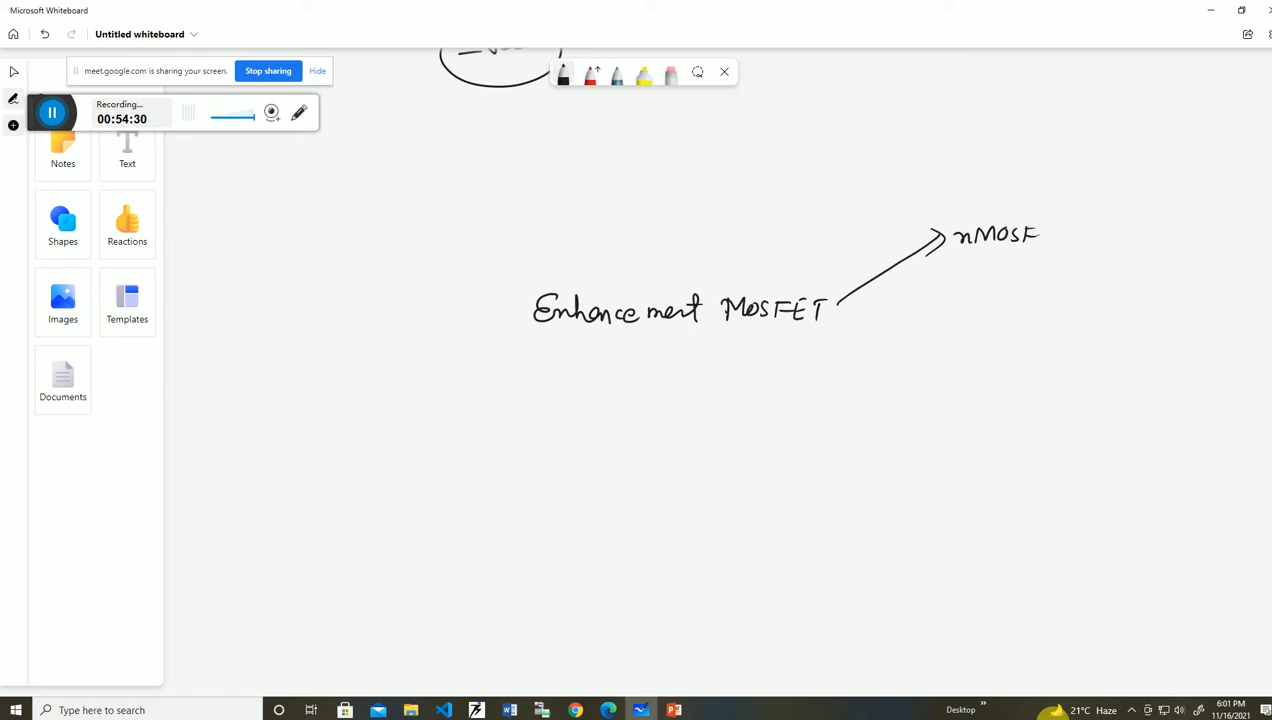 Microsoft Whiteboard
Untitled whiteboard
meet.google.com is sharing your screen.
Stop sharing
Hide
Recording...
00:54:30
Notes
Text
Shapes
Reactions
Images
Templates
Documents
nMOSF
Enhancement MOSFET
Type here to search
Desktop
21°C Haze
6:01 PM
11/16/2021